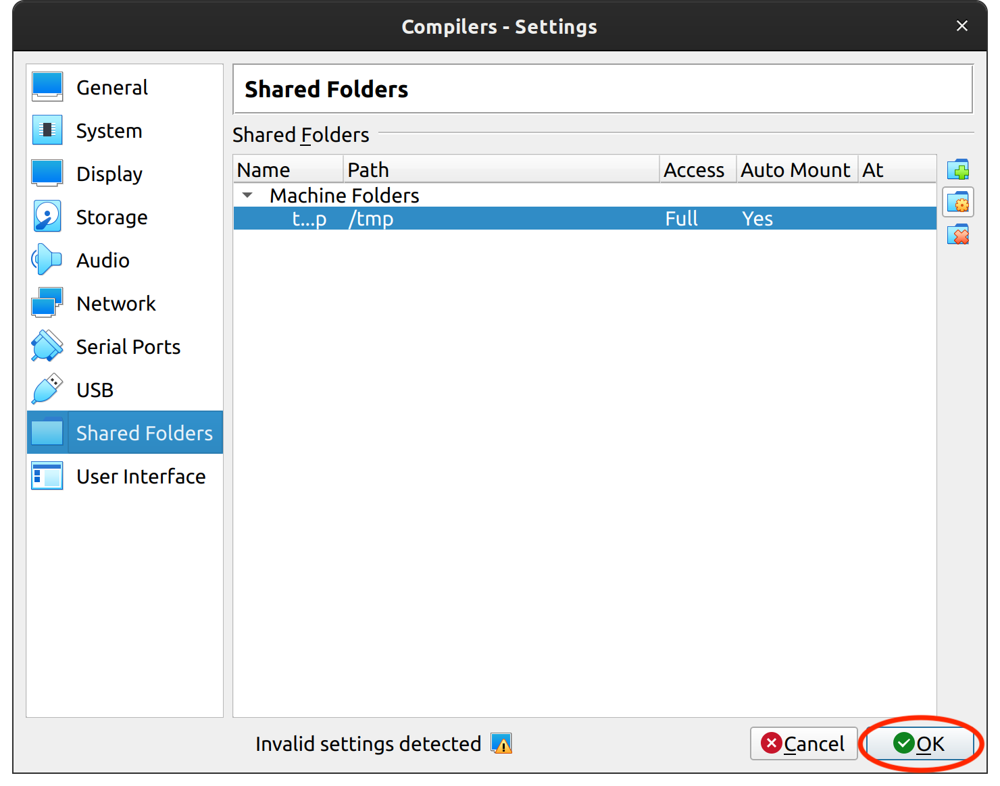 Compilers - Settings
General
System
Display
Storage
Audio
Network
Serial Ports
USB
Shared Folders
User Interface
Shared Folders
Shared Folders
Name Path Access Auto Mount At
Machine Folders
t...p /tmp Full Yes
Invalid settings detected
Cancel
OK